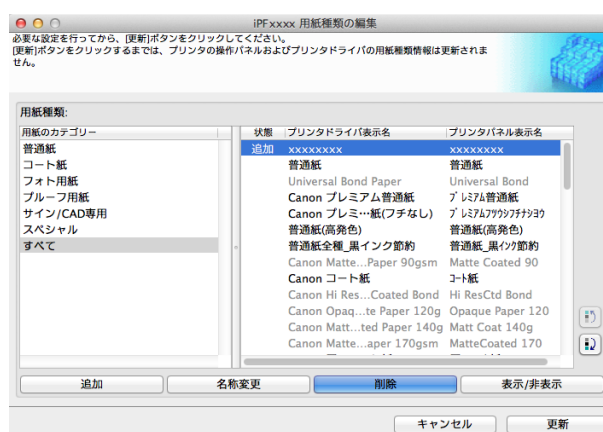 iPFxxxx 用紙種類の編集
必要な設定を行ってから、[更新]ボタンをクリックしてください。
[更新]ボタンをクリックするまでは、プリンタの操作パネルおよびプリンタドライバの用紙種類情報は更新されま
せん。
用紙種類:
用紙のカテゴリー
普通紙
コート紙
フォト用紙
プルーフ用紙
サイン/CAD専用
スペシャル
すべて
状態 プリンタドライバ表示名 プリンタパネル表示名
追加 xxxxxxxx xxxxxxxx
普通紙 普通紙
Universal Bond Paper Universal Bond
Canon プレミアム普通紙 プレミアム普通紙
Canon プレミ…紙(フチなし) プレミアムフツウシフチナシヨウ
普通紙(高発色) 普通紙(高発色)
普通紙全種_黒インク節約 普通紙_黒インク節約
Canon Matte…Paper 90gsm Matte Coated 90
Canon コート紙 コート紙
Canon Hi Res…Coated Bond Hi ResCtd Bond
Canon Opaq…te Paper 120g Opaque Paper 120
Canon Matt…ted Paper 140g Matt Coat 140g
Canon Matte…aper 170gsm MatteCoated 170
追加 名称変更 削除 表示/非表示
キャンセル 更新